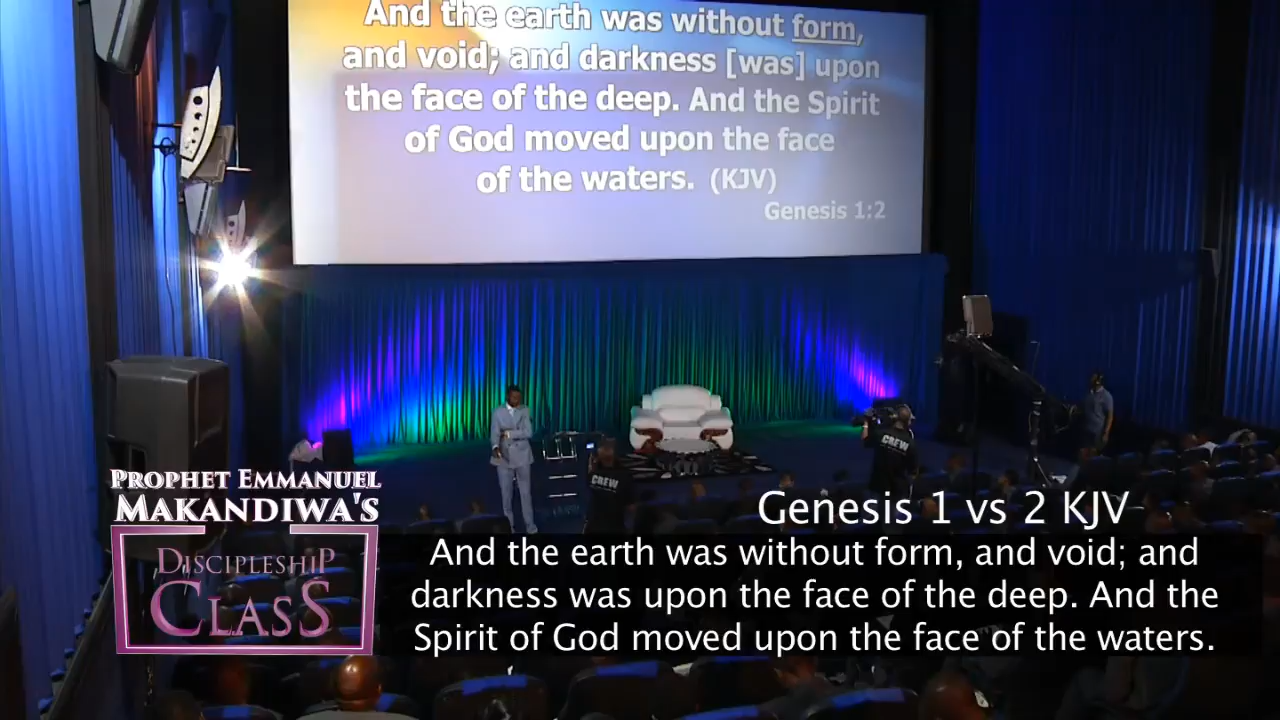 And the earth was without form,
and void; and darkness [was] upon
the face of the deep. And the Spirit
of God moved upon the face
of the waters. (KJV)
Genesis 1:2
CREW
CREW
PROPHET EMMANUEL
MAKANDIWA'S
DISCIPLESHIP
CLASS
Genesis 1 vs 2 KJV
And the earth was without form, and void; and
darkness was upon the face of the deep. And the
Spirit of God moved upon the face of the waters.